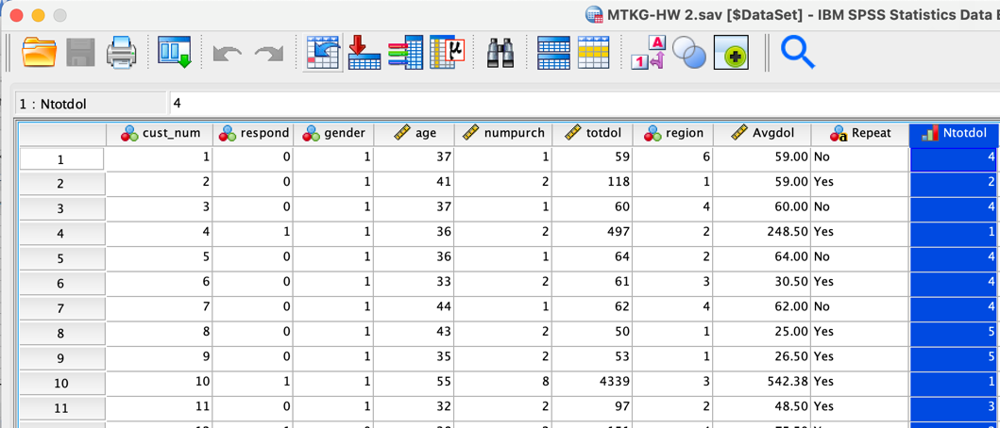 MTKG-HW 2.sav [$DataSet] - IBM SPSS Statistics Data E
μ A 1
1 : Ntotdol 4
cust_num respond gender age numpurch totdol region Avgdol Repeat Ntotdol
1 1 0 1 37 1 59 6 59.00 No 4
2 2 0 1 41 2 118 1 59.00 Yes 2
3 3 0 1 37 1 60 4 60.00 No 4
4 4 1 1 36 2 497 2 248.50 Yes 1
5 5 0 1 36 1 64 2 64.00 No 4
6 6 0 1 33 2 61 3 30.50 Yes 4
7 7 0 1 44 1 62 4 62.00 No 4
8 8 0 1 43 2 50 1 25.00 Yes 5
9 9 0 1 35 2 53 1 26.50 Yes 5
10 10 1 1 55 8 4339 3 542.38 Yes 1
11 11 0 1 32 2 97 2 48.50 Yes 3